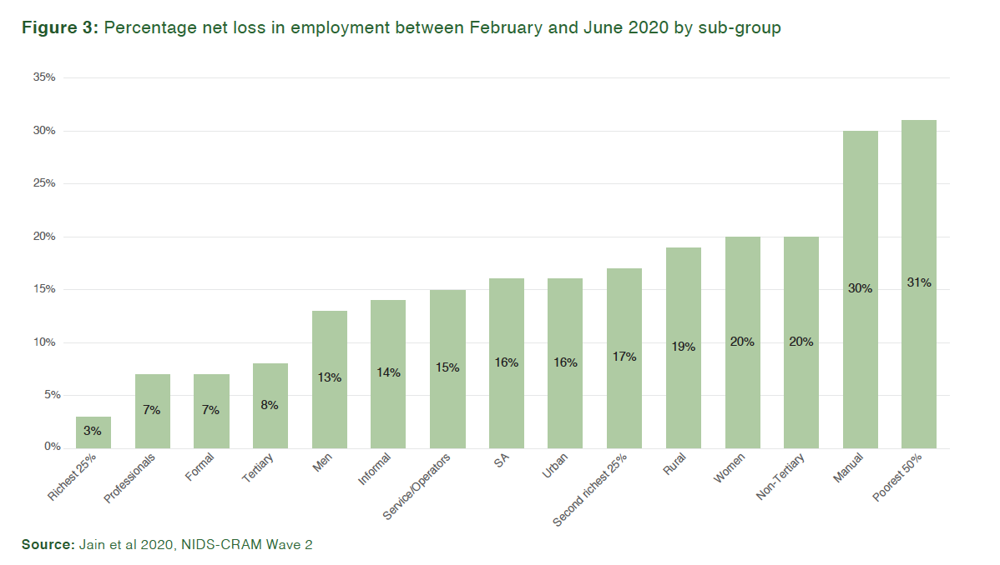 Figure 3: Percentage net loss in employment between February and June 2020 by sub-group
35%
30%
25%
20%
15%
10%
5%
0%
3%
7%
7%
8%
13%
14%
15%
16%
16%
17%
19%
20%
20%
30%
31%
Richest 25%
Professionals
Formal
Tertiary
Men
Informal
Service/Operators
SA
Urban
Second richest 25%
Rural
Women
Non-Tertiary
Manual
Poorest 50%
Source: Jain et al 2020, NIDS-CRAM Wave 2